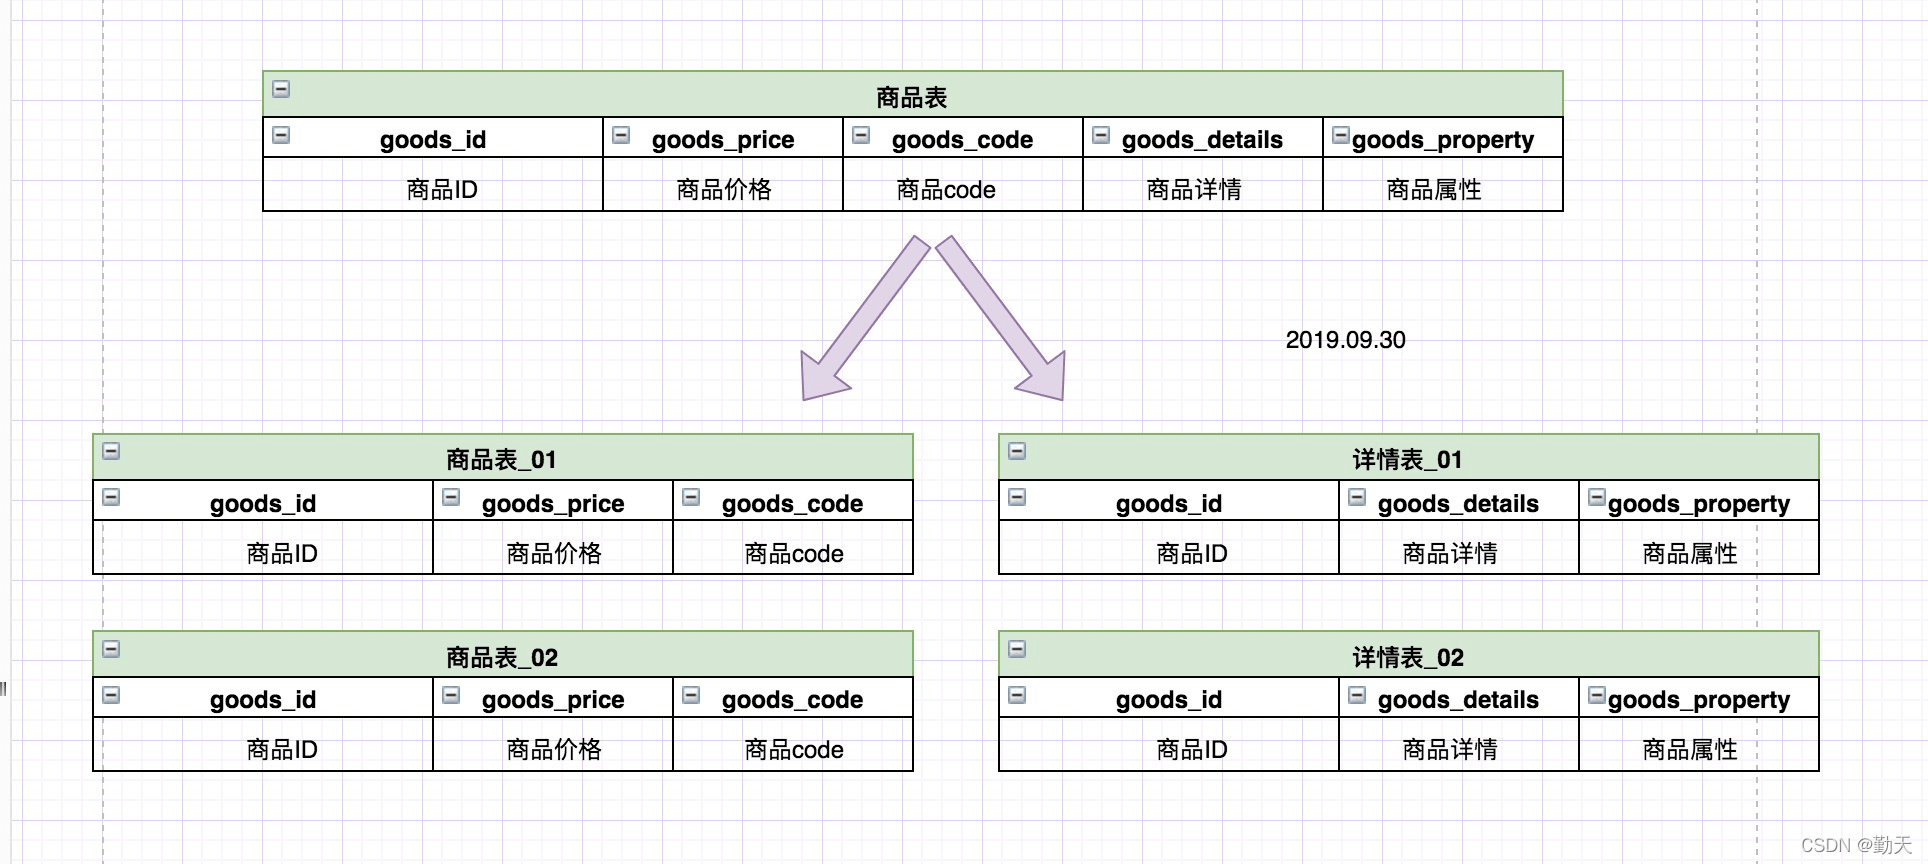 商品表
goods_id goods_price goods_code goods_details goods_property
商品ID 商品价格 商品code 商品详情 商品属性
2019.09.30
商品表_01
goods_id goods_price goods_code
商品ID 商品价格 商品code
详情表_01
goods_id goods_details goods_property
商品ID 商品详情 商品属性
商品表_02
goods_id goods_price goods_code
商品ID 商品价格 商品code
详情表_02
goods_id goods_details goods_property
商品ID 商品详情 商品属性
CSDN @勤天